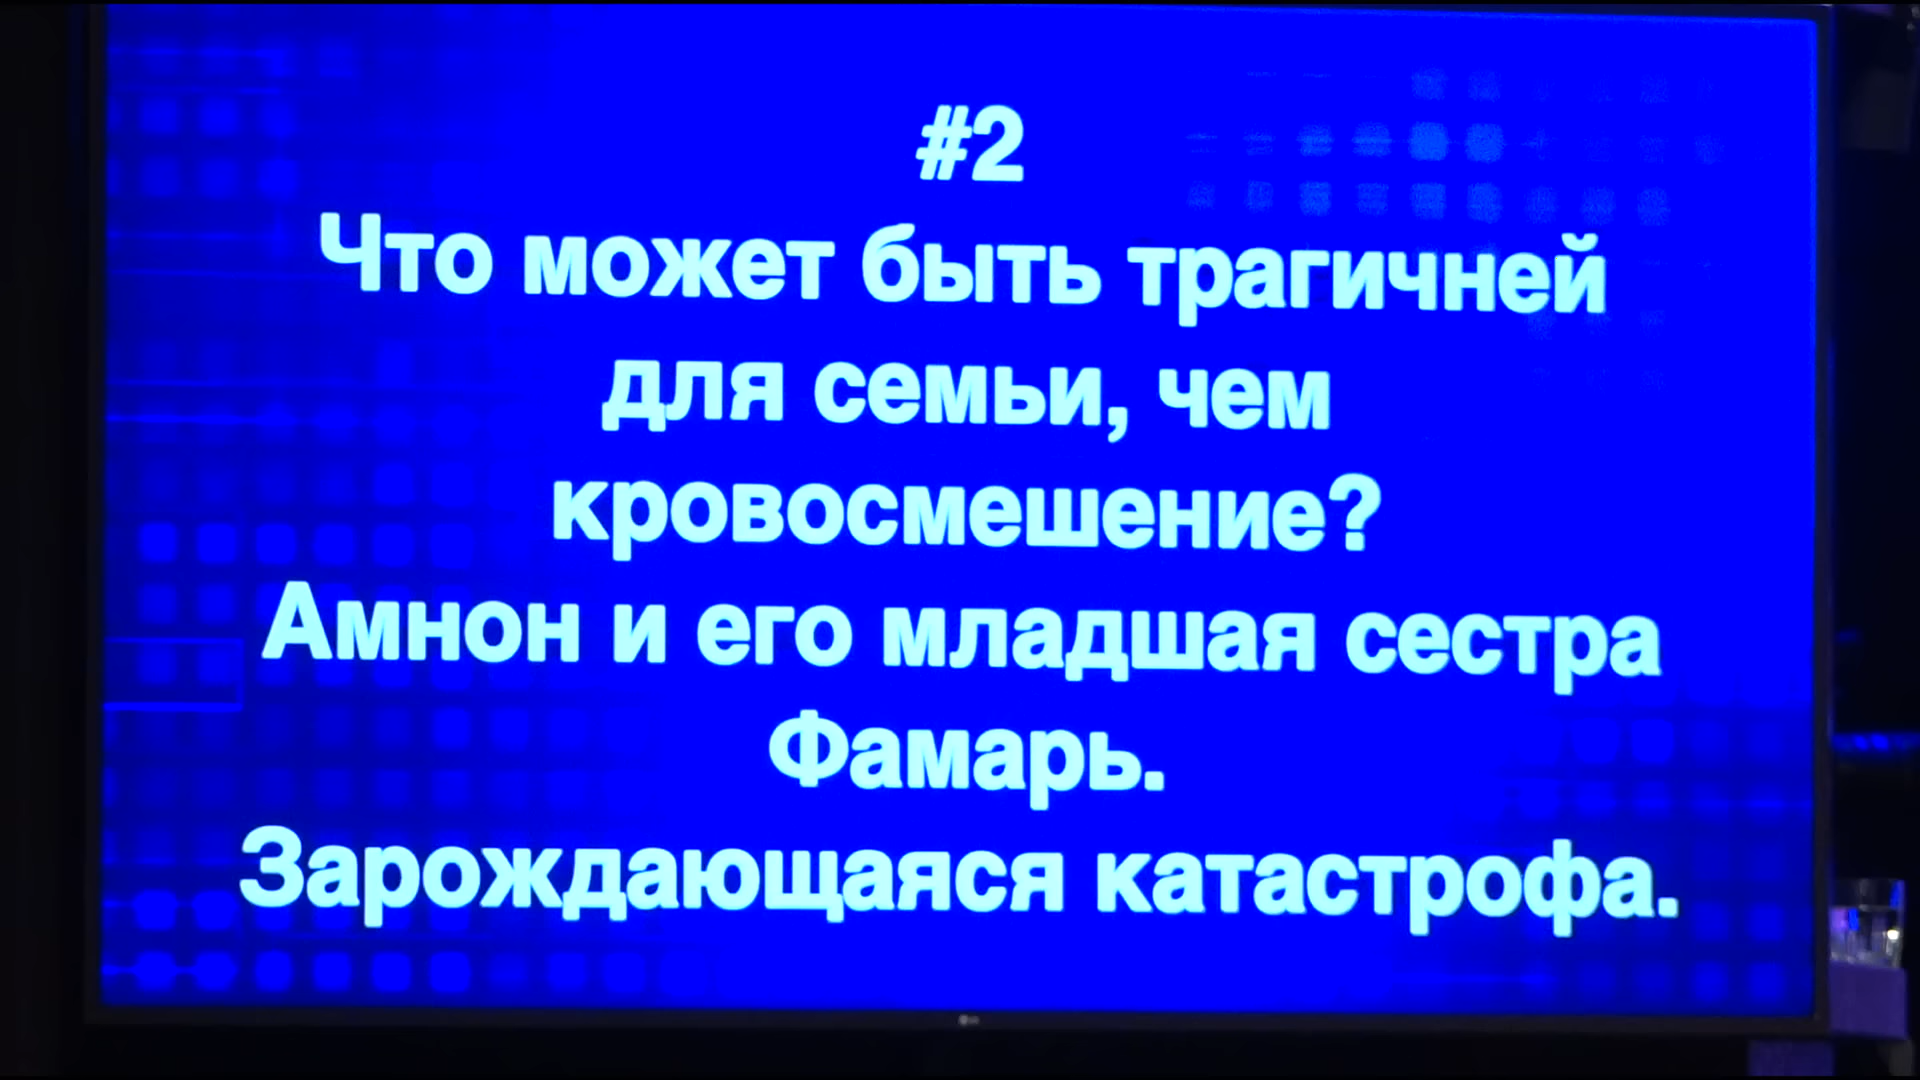 #2
Что может быть трагичней
для семьи, чем
кровосмешение?
Амнон и его младшая сестра
Фамарь.
Зарождающаяся катастрофа.